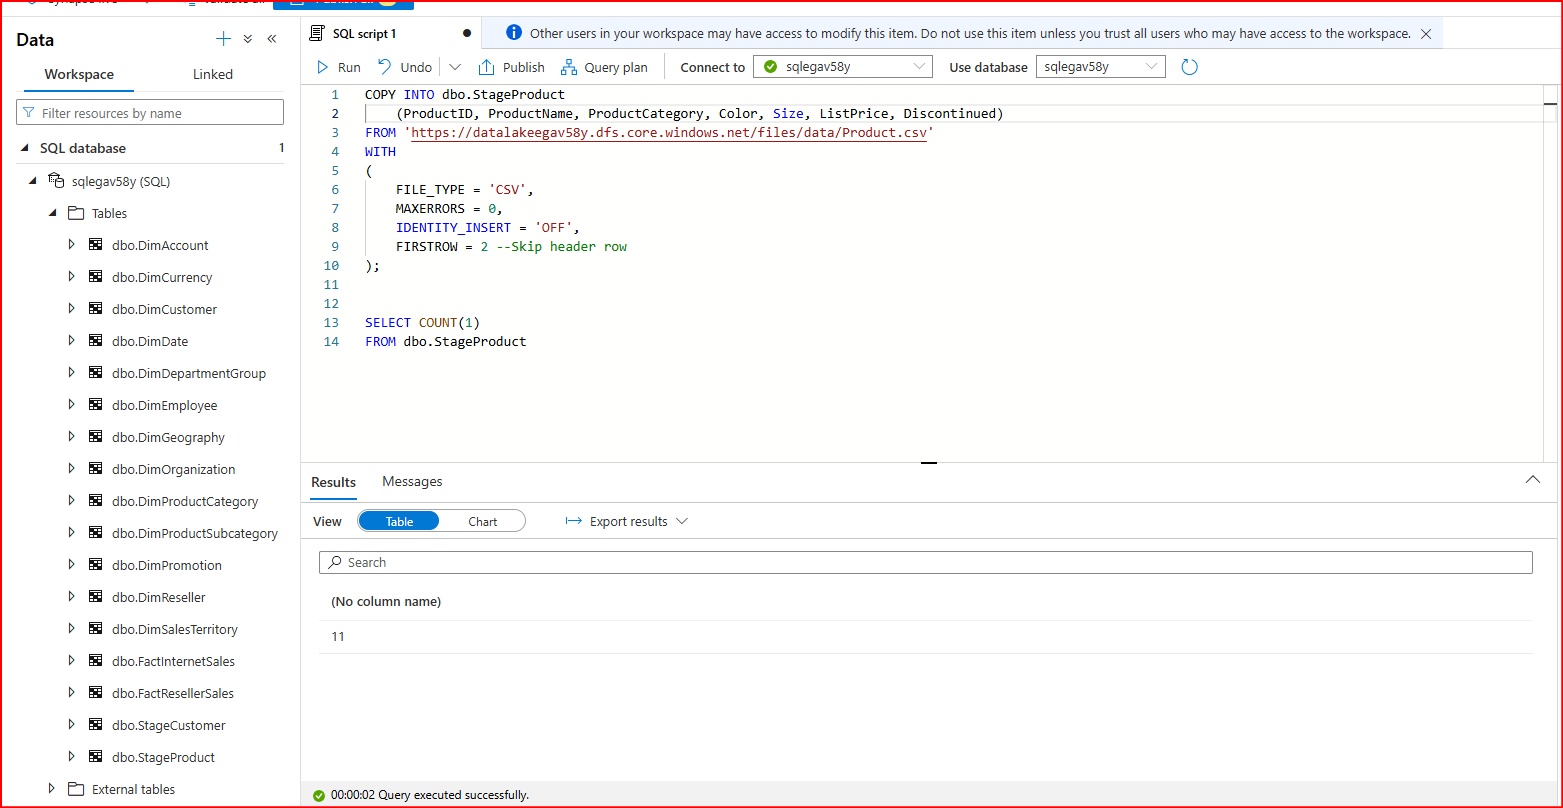 Data
Workspace
Linked
Filter resources by name
SQL database
1
sqlegav58y (SQL)
Tables
dbo.DimAccount
dbo.DimCurrency
dbo.DimCustomer
dbo.DimDate
dbo.DimDepartmentGroup
dbo.DimEmployee
dbo.DimGeography
dbo.DimOrganization
dbo.DimProductCategory
dbo.DimProductSubcategory
dbo.DimPromotion
dbo.DimReseller
dbo.DimSalesTerritory
dbo.FactInternetSales
dbo.FactResellerSales
dbo.StageCustomer
dbo.StageProduct
External tables
SQL script 1
Other users in your workspace may have access to modify this item. Do not use this item unless you trust all users who may have access to the workspace.
Run Undo Publish Query plan Connect to sqlegav58y Use database sqlegav58y
1 COPY INTO dbo.StageProduct
2 (ProductID, ProductName, ProductCategory, Color, Size, ListPrice, Discontinued)
3 FROM 'https://datalakeegav58y.dfs.core.windows.net/files/data/Product.csv'
4 WITH
5 (
6 FILE_TYPE = 'CSV',
7 MAXERRORS = 0,
8 IDENTITY_INSERT = 'OFF',
9 FIRSTROW = 2 --Skip header row
10 );
11
12
13 SELECT COUNT(1)
14 FROM dbo.StageProduct
Results Messages
View Table Chart Export results
Search
(No column name)
11
00:00:02 Query executed successfully.